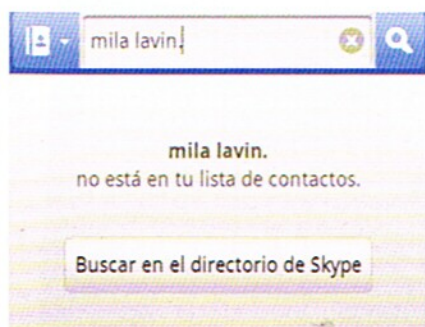 mila lavin.
mila lavin.
no está en tu lista de contactos.
Buscar en el directorio de Skype